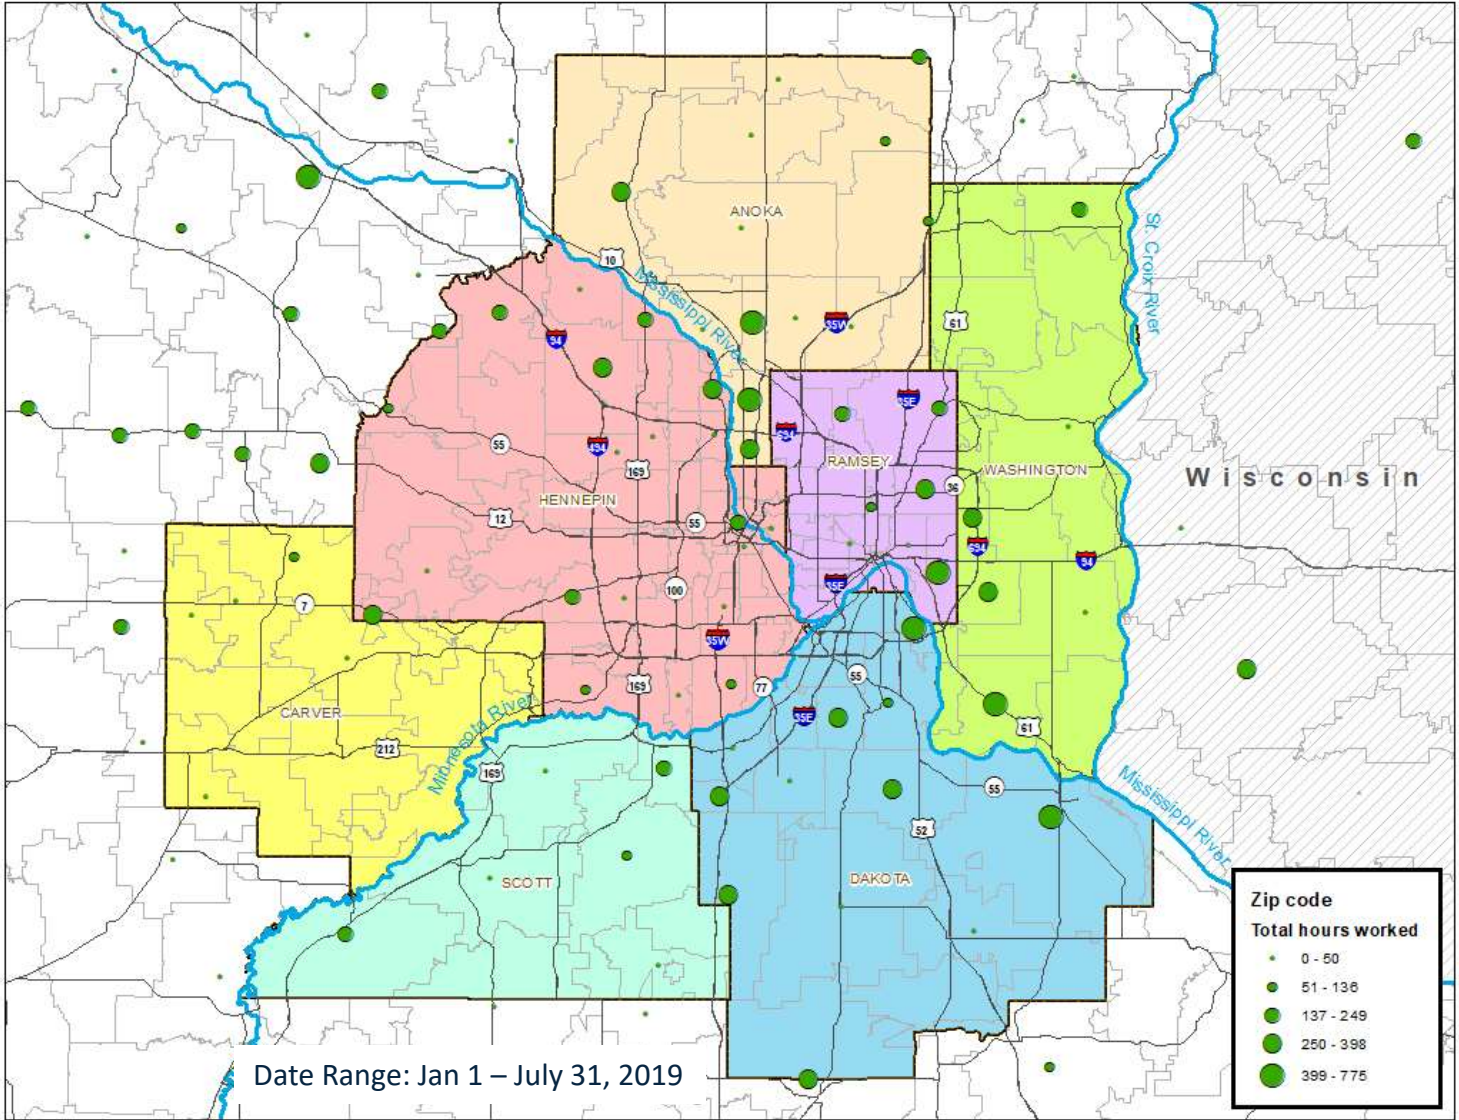 ANOKA
St. Croix River
10
Mississippi River
35W
61
94
35E
55
494
694
169
RAMSEY
WASHINGTON
Wisconsin
HENNEPIN
36
12
55
694
94
7
100
35E
35W
169
77
55
CARVER
Minnesota River
35E
61
212
169
55
Mississippi River
52
SCOTT
DAKOTA
Zip code
Total hours worked
0 - 50
51 - 136
137 - 249
250 - 398
399 - 775
Date Range: Jan 1 – July 31, 2019